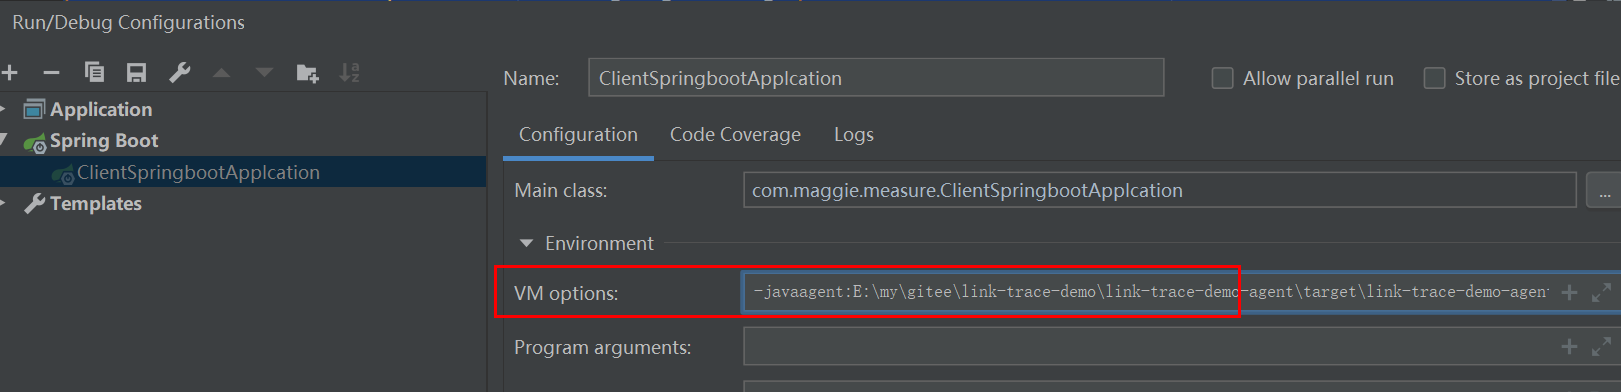 Run/Debug Configurations
Name: ClientSpringbootApplcation Allow parallel run Store as project file
Application
Spring Boot
ClientSpringbootApplcation
Templates
Configuration Code Coverage Logs
Main class: com.maggie.measure.ClientSpringbootApplcation ...
Environment
VM options: -javaagent:E:\my\gitee\link-trace-demo\link-trace-demo-agent\target\link-trace-demo-agent
Program arguments: